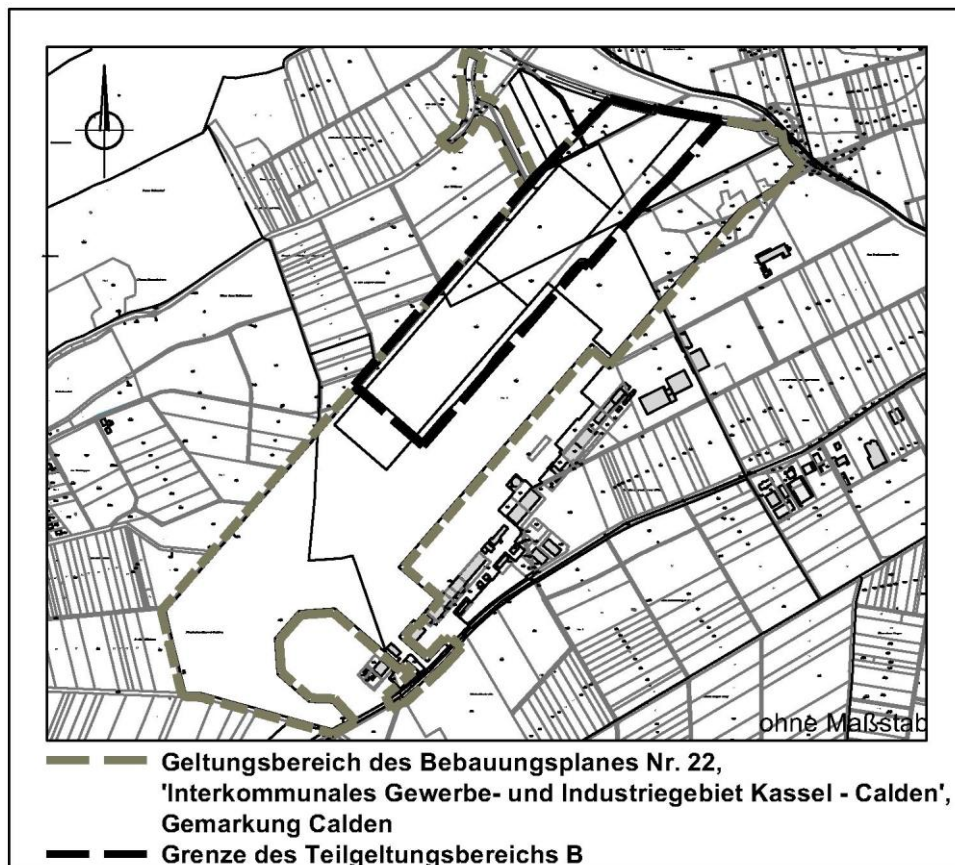 ohne Maßstab
Geltungsbereich des Bebauungsplanes Nr. 22,
'Interkommunales Gewerbe- und Industriegebiet Kassel - Calden',
Gemarkung Calden
Grenze des Teilgeltungsbereichs B